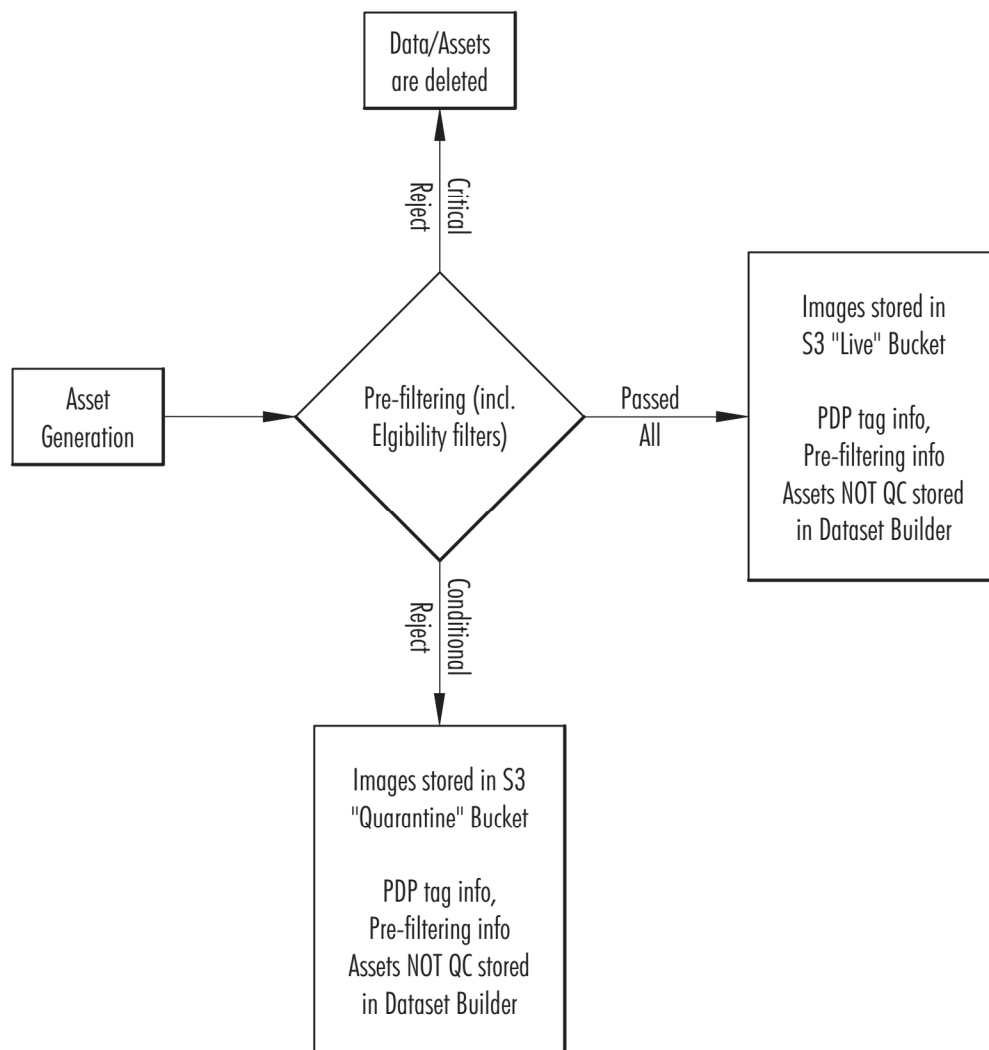 Data/Assets
are deleted
Critical
Reject
Asset
Generation
Pre-filtering (incl.
Elgibility filters)
Passed
All
Images stored in
S3 "Live" Bucket
PDP tag info,
Pre-filtering info
Assets NOT QC stored
in Dataset Builder
Conditional
Reject
Images stored in S3
"Quarantine" Bucket
PDP tag info,
Pre-filtering info
Assets NOT QC stored
in Dataset Builder